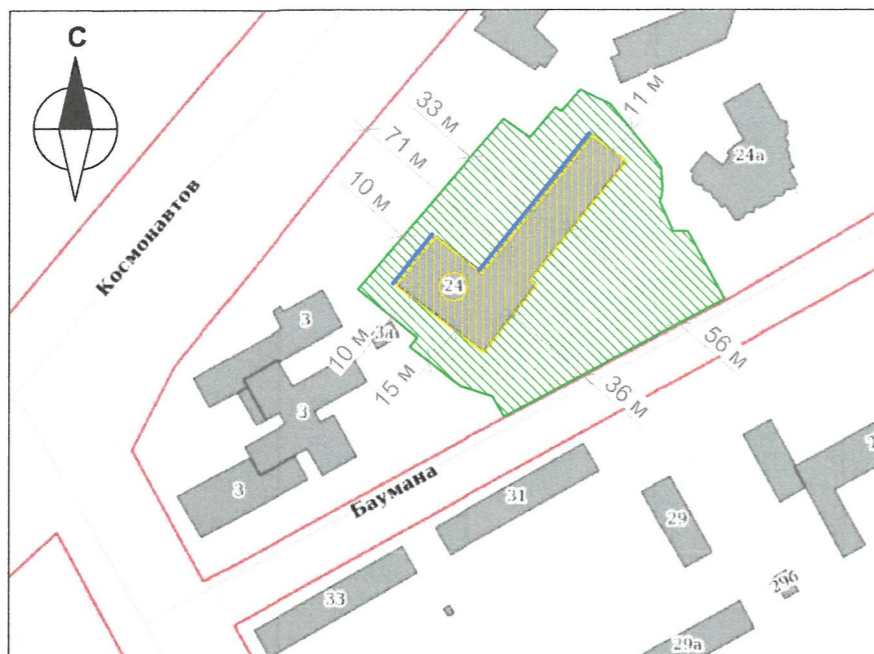 С
33 м
11 м
71 м
24а
10 м
Космонавтов
24
3
3а
10 м
56 м
15 м
36 м
3
Баумана
3
31
29
33
29б
29а